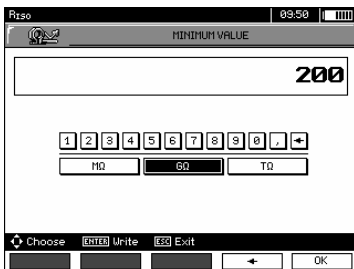 RISO 09:50
MINIMUM VALUE
200
1 2 3 4 5 6 7 8 9 0 , ←
MΩ GΩ TΩ
Choose ENTER Write ESC Exit
← OK